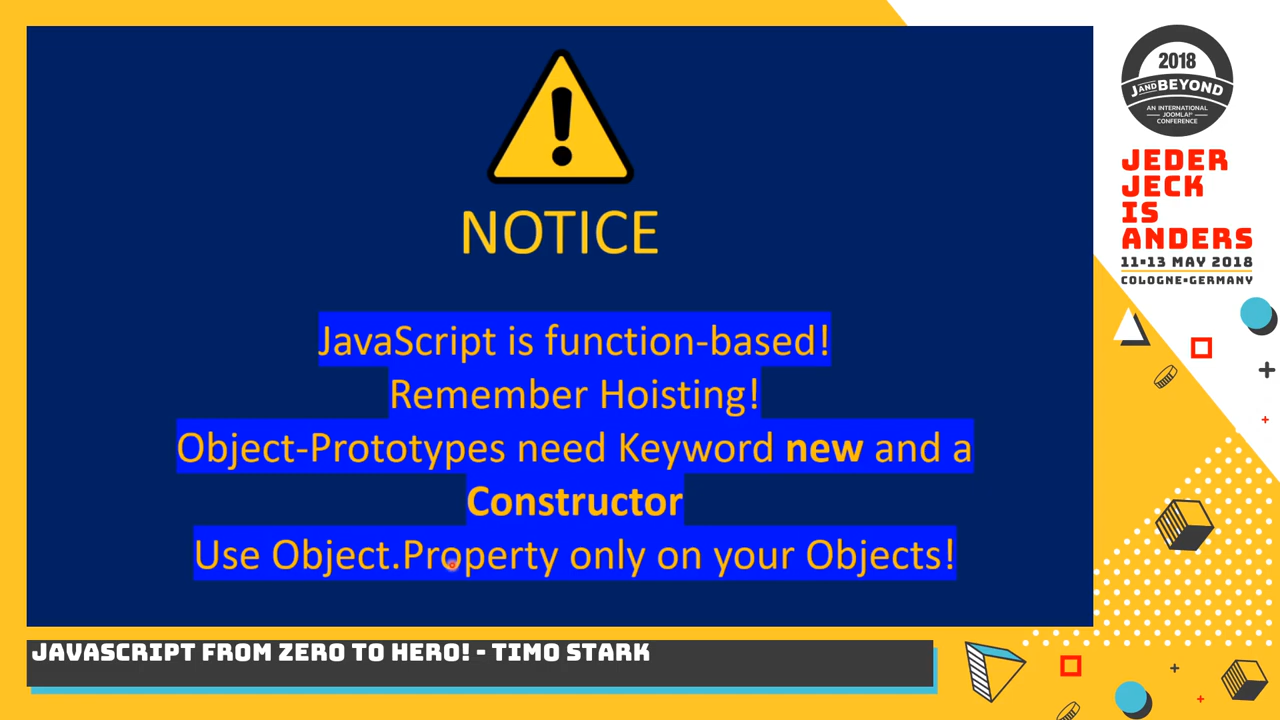 NOTICE
JavaScript is function-based!
Remember Hoisting!
Object-Prototypes need Keyword new and a
Constructor
Use Object.Property only on your Objects!
JAVASCRIPT FROM ZERO TO HERO! - TIMO STARK
2018
JANDBEYOND
AN INTERNATIONAL
JOOMLA!®
CONFERENCE
JEDER
JECK
IS
ANDERS
11-13 MAY 2018
COLOGNE-GERMANY